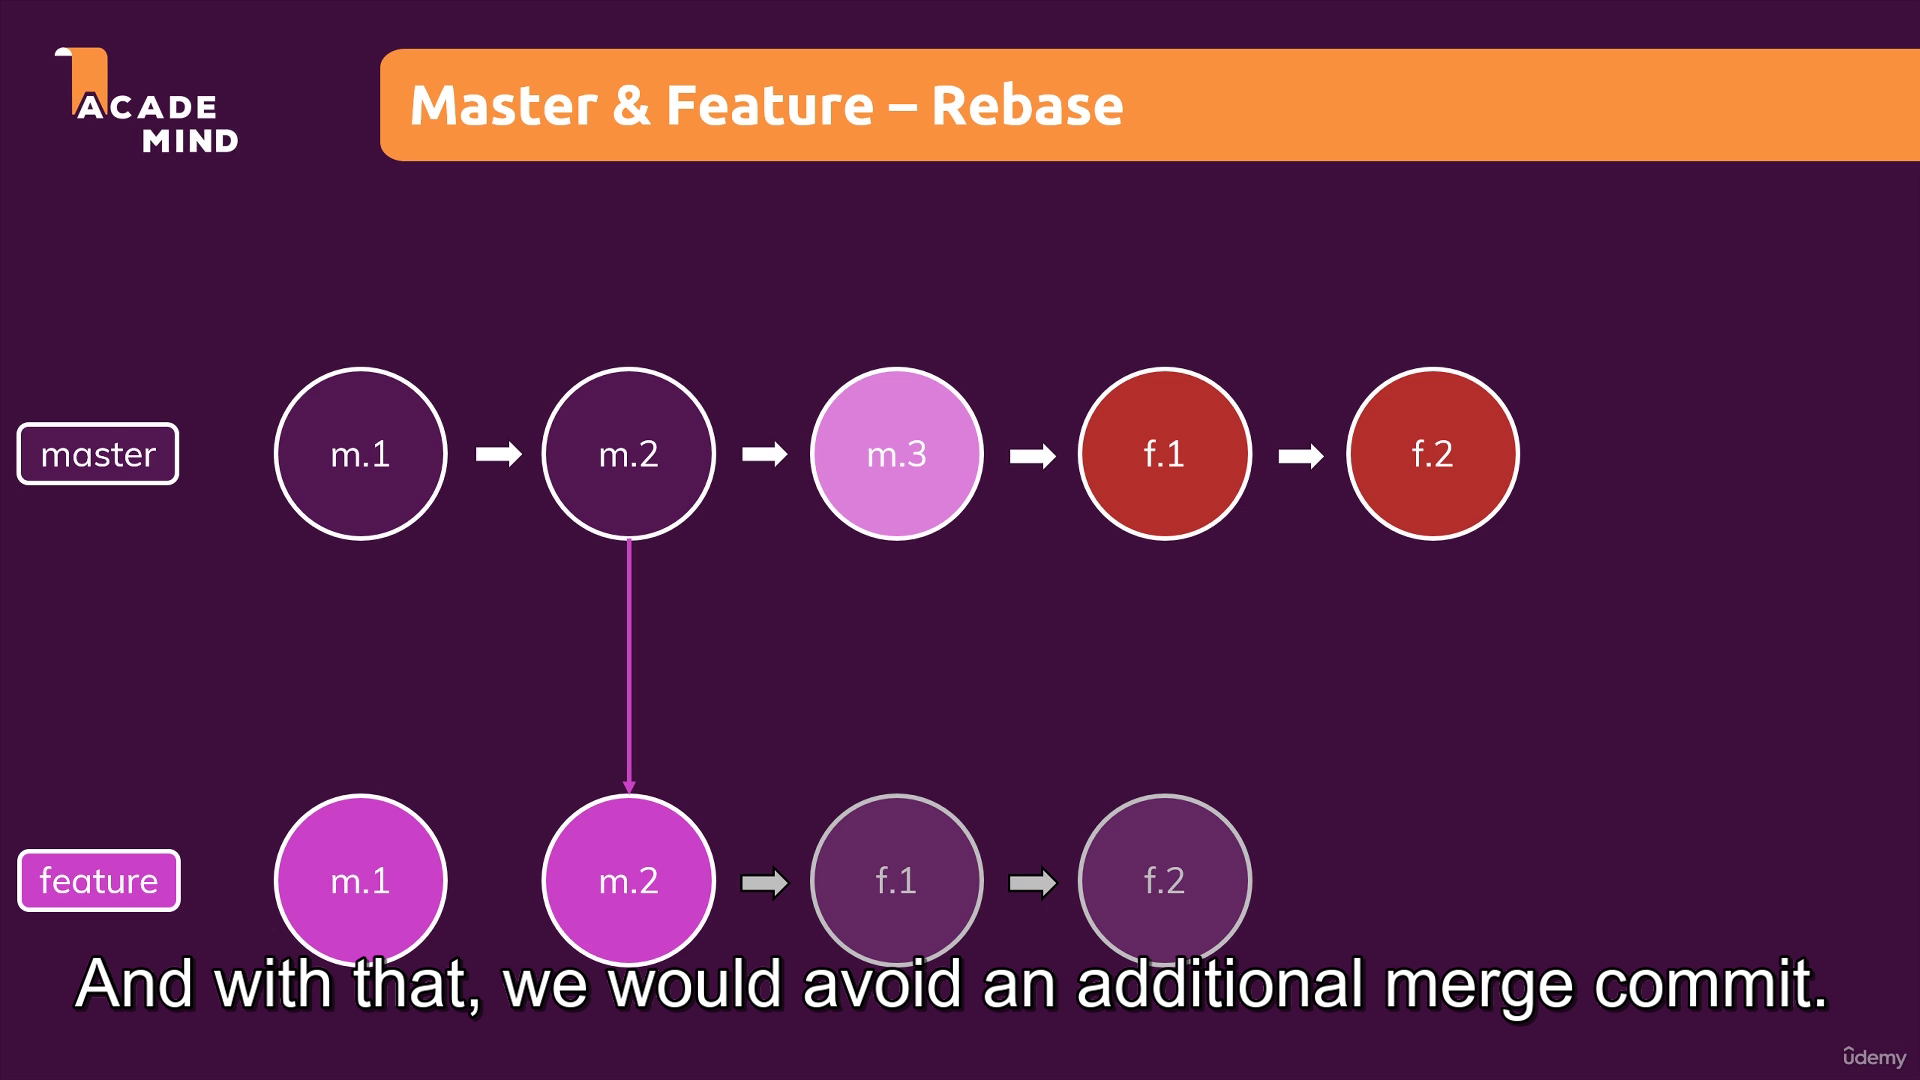 ACADE
MIND
Master & Feature – Rebase
master
m.1
m.2
m.3
f.1
f.2
feature
m.1
m.2
f.1
f.2
And with that, we would avoid an additional merge commit.
ûdemy